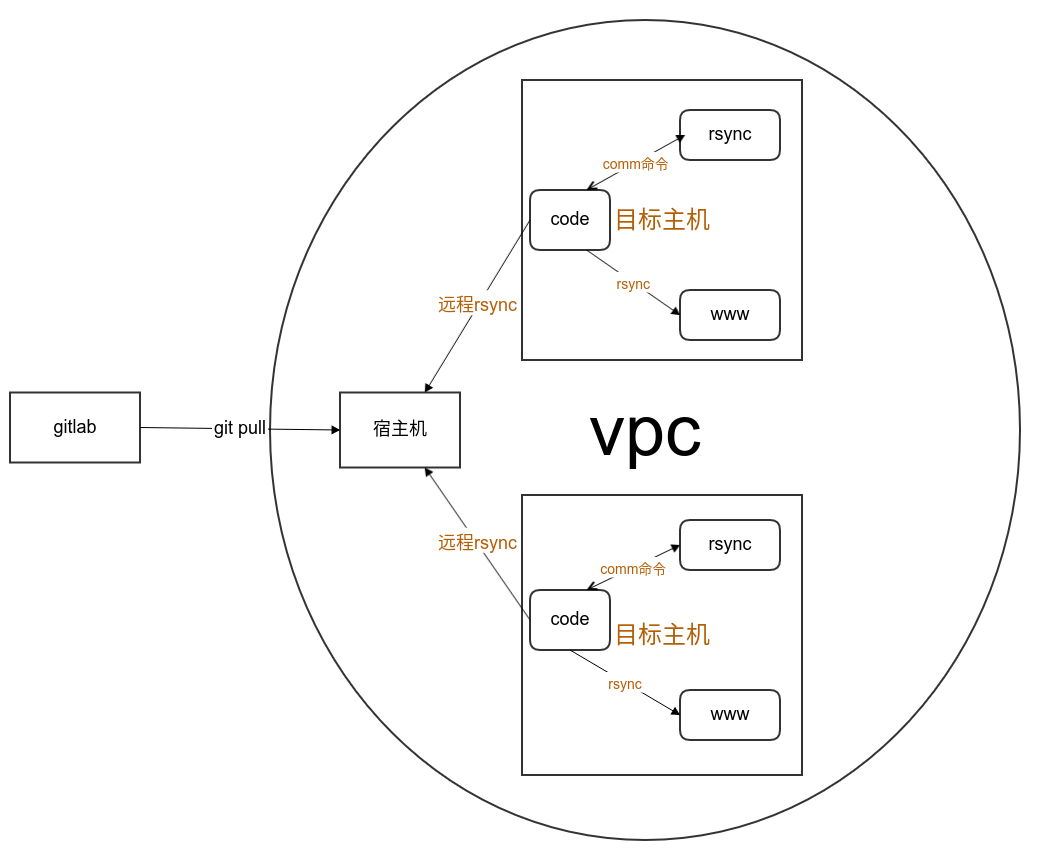 rsync
comm命令
code
目标主机
rsync
www
远程rsync
gitlab
git pull
宿主机
vpc
远程rsync
rsync
comm命令
code
目标主机
rsync
www